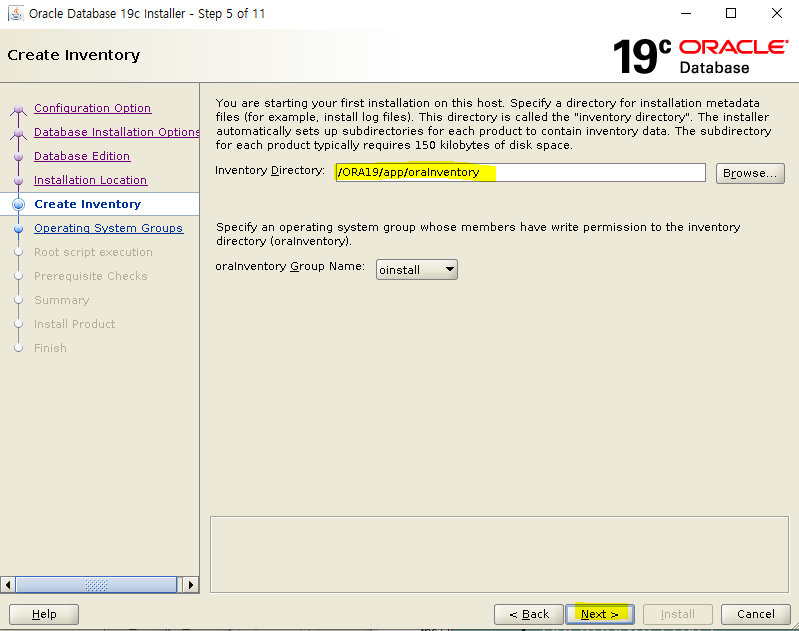 Oracle Database 19c Installer - Step 5 of 11
Create Inventory
19c ORACLE
Database
Configuration Option
Database Installation Options
Database Edition
Installation Location
Create Inventory
Operating System Groups
Root script execution
Prerequisite Checks
Summary
Install Product
Finish
You are starting your first installation on this host. Specify a directory for installation metadata
files (for example, install log files). This directory is called the "inventory directory". The installer
automatically sets up subdirectories for each product to contain inventory data. The subdirectory
for each product typically requires 150 kilobytes of disk space.
Inventory Directory: /ORA19/app/oraInventory Browse...
Specify an operating system group whose members have write permission to the inventory
directory (oraInventory).
oraInventory Group Name: oinstall
Help < Back Next > Install Cancel